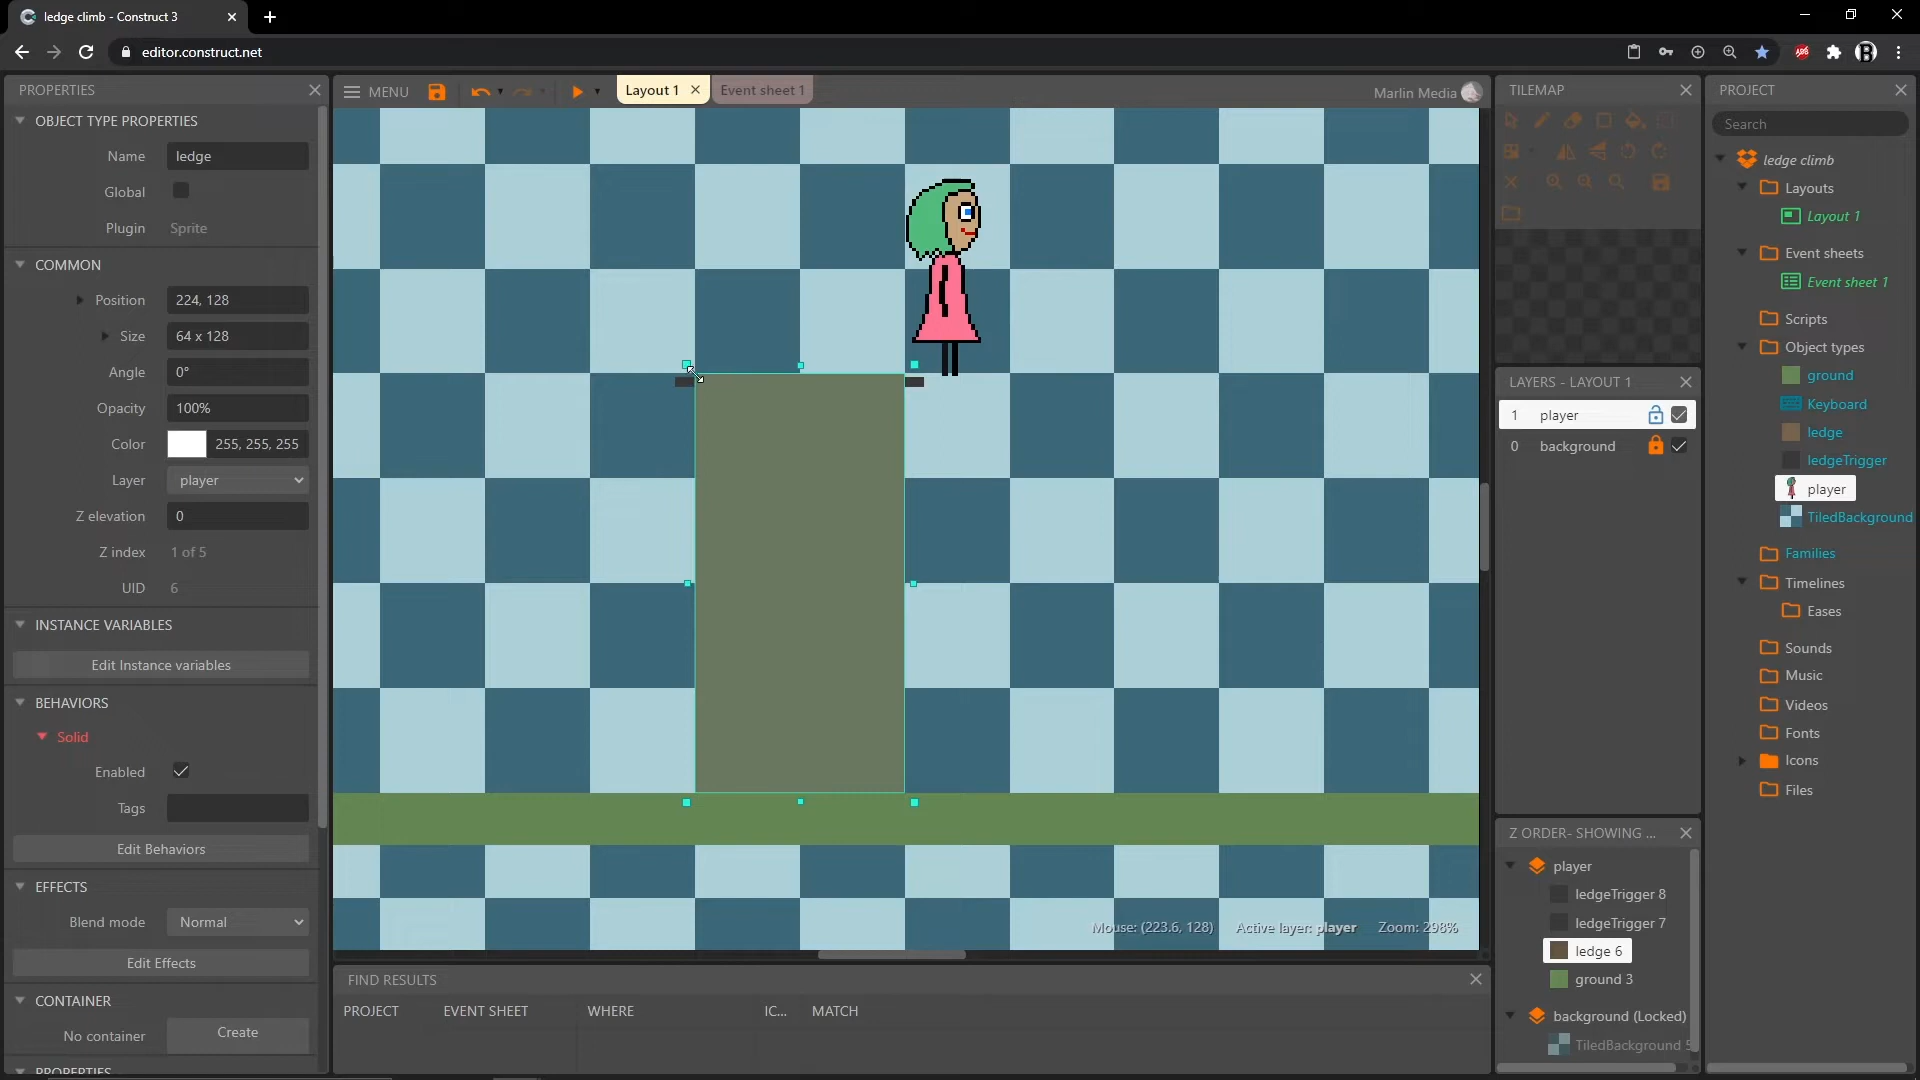 ledge climb - Construct 3
editor.construct.net
PROPERTIES
OBJECT TYPE PROPERTIES
Name ledge
Global
Plugin Sprite
COMMON
Position 224, 128
Size 64 x 128
Angle 0°
Opacity 100%
Color 255, 255, 255
Layer player
Z elevation 0
Z index 1 of 5
UID 6
INSTANCE VARIABLES
Edit Instance variables
BEHAVIORS
Solid
Enabled
Tags
Edit Behaviors
EFFECTS
Blend mode Normal
Edit Effects
CONTAINER
No container Create
PROPERTIES
MENU
Layout 1
Event sheet 1
Marlin Media
Mouse: (223.6, 128) Active layer: player Zoom: 298%
FIND RESULTS
PROJECT EVENT SHEET WHERE IC... MATCH
TILEMAP
LAYERS - LAYOUT 1
1 player
0 background
Z ORDER- SHOWING ...
player
ledgeTrigger 8
ledgeTrigger 7
ledge 6
ground 3
background (Locked)
TiledBackground 5
PROJECT
Search
ledge climb
Layouts
Layout 1
Event sheets
Event sheet 1
Scripts
Object types
ground
Keyboard
ledge
ledgeTrigger
player
TiledBackground
Families
Timelines
Eases
Sounds
Music
Videos
Fonts
Icons
Files